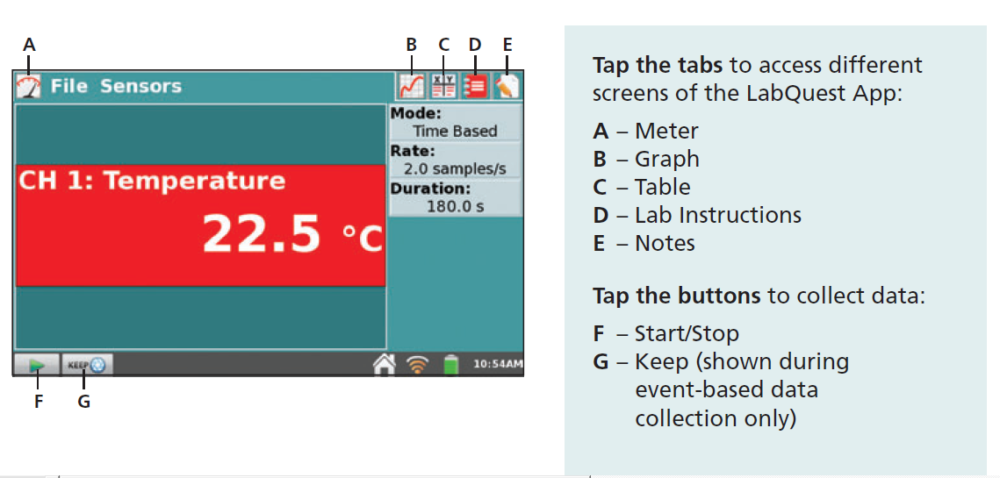 A
B C D E
File Sensors
X Y
Mode:
Time Based
Rate:
2.0 samples/s
Duration:
180.0 s
CH 1: Temperature
22.5 °C
KEEP
10:54AM
F G
Tap the tabs to access different
screens of the LabQuest App:
A – Meter
B – Graph
C – Table
D – Lab Instructions
E – Notes
Tap the buttons to collect data:
F – Start/Stop
G – Keep (shown during
event-based data
collection only)